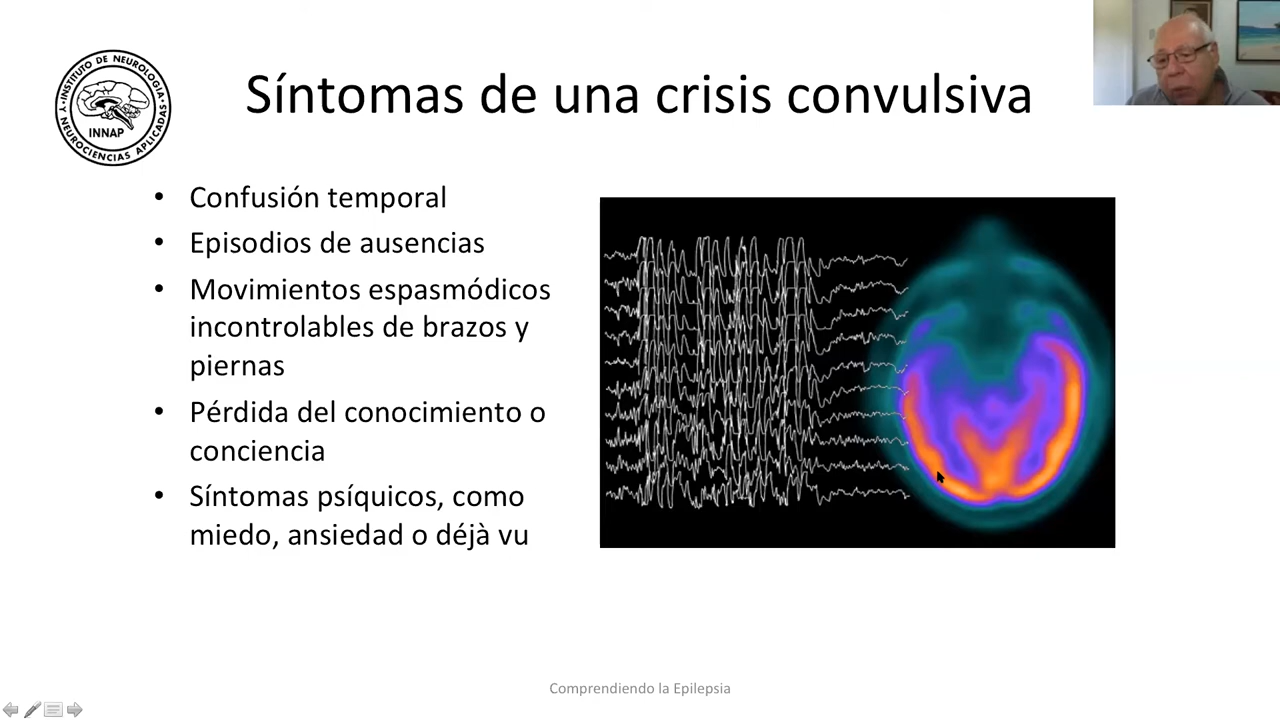 · INSTITUTO DE NEUROLOGIA ·
Y NEUROCIENCIAS APLICADAS
INNAP
Síntomas de una crisis convulsiva
• Confusión temporal
• Episodios de ausencias
• Movimientos espasmódicos
incontrolables de brazos y
piernas
• Pérdida del conocimiento o
conciencia
• Síntomas psíquicos, como
miedo, ansiedad o déjà vu
Comprendiendo la Epilepsia